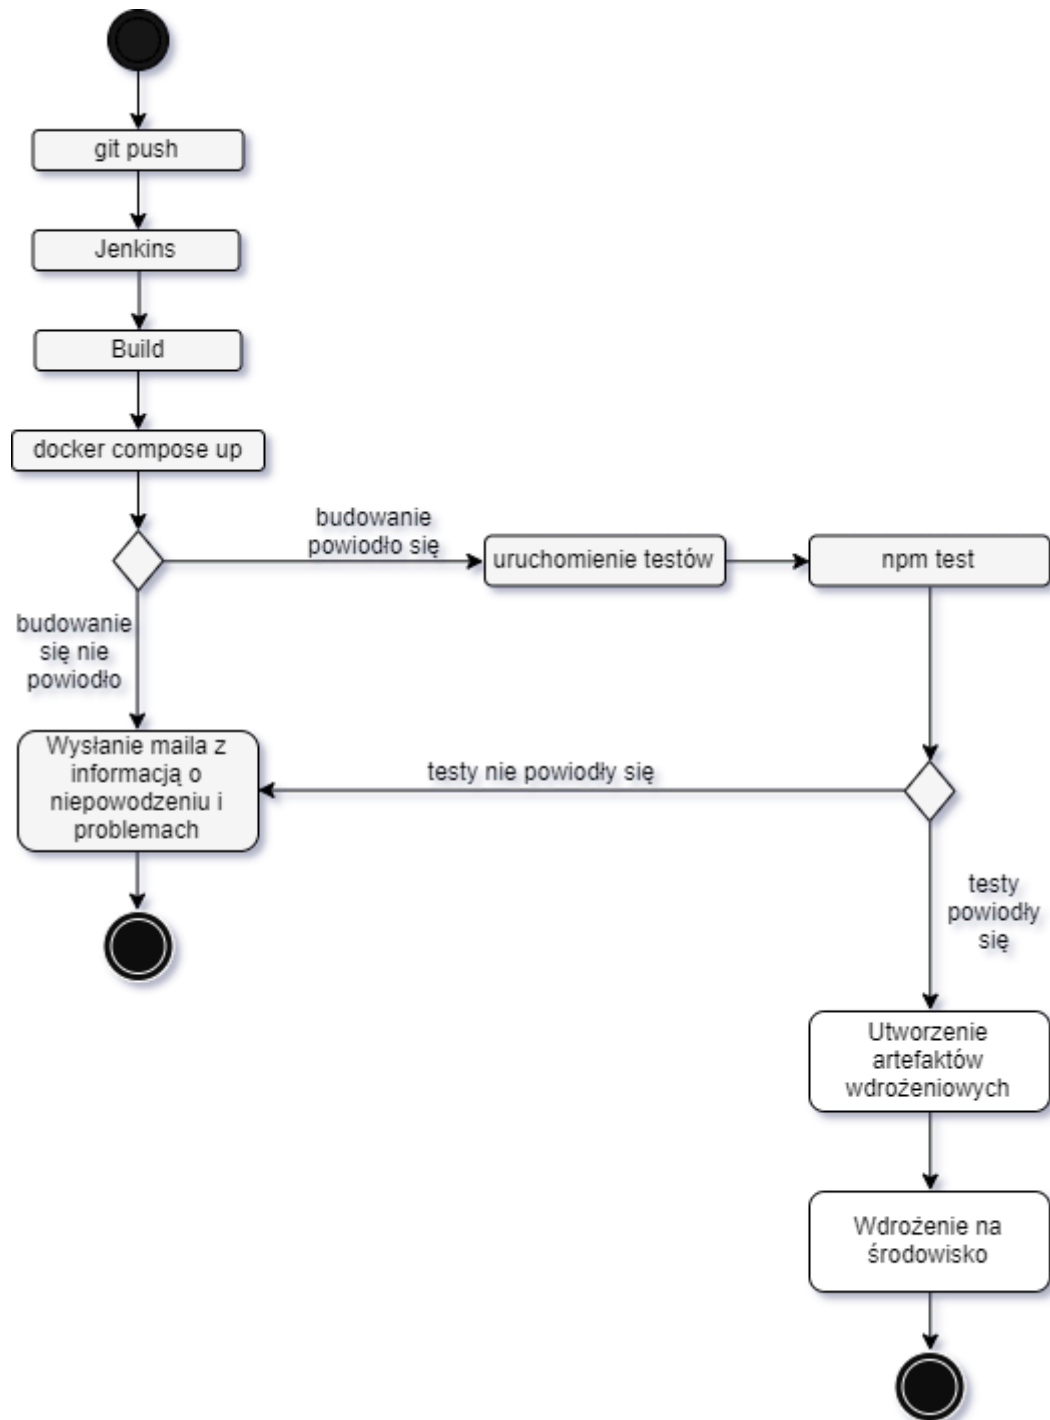 git push
Jenkins
Build
docker compose up
budowanie
powiodło się
uruchomienie testów
npm test
budowanie
się nie
powiodło
Wysłanie maila z
informacją o
niepowodzeniu i
problemach
testy nie powiodły się
testy
powiodły
się
Utworzenie
artefaktów
wdrożeniowych
Wdrożenie na
środowisko